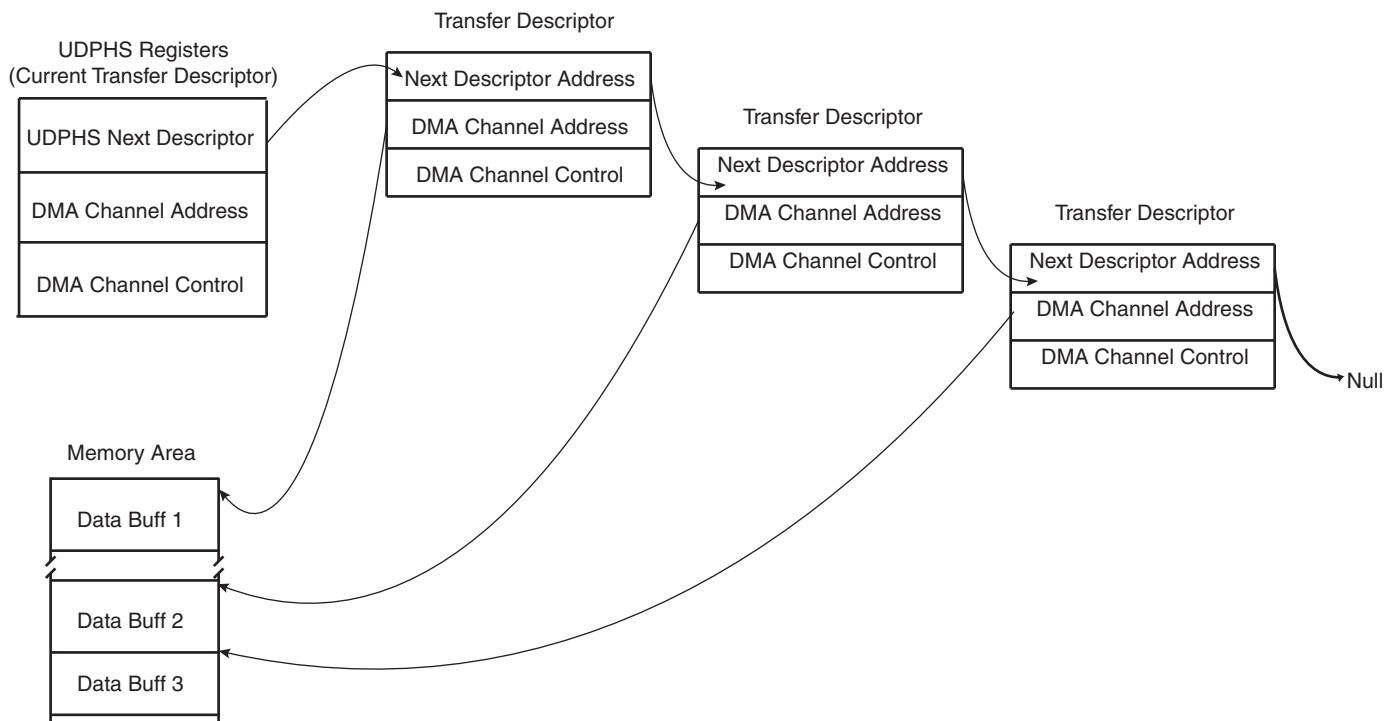 UDPHS Registers
(Current Transfer Descriptor)
UDPHS Next Descriptor
DMA Channel Address
DMA Channel Control
Transfer Descriptor
Next Descriptor Address
DMA Channel Address
DMA Channel Control
Transfer Descriptor
Next Descriptor Address
DMA Channel Address
DMA Channel Control
Transfer Descriptor
Next Descriptor Address
DMA Channel Address
DMA Channel Control
Null
Memory Area
Data Buff 1
Data Buff 2
Data Buff 3